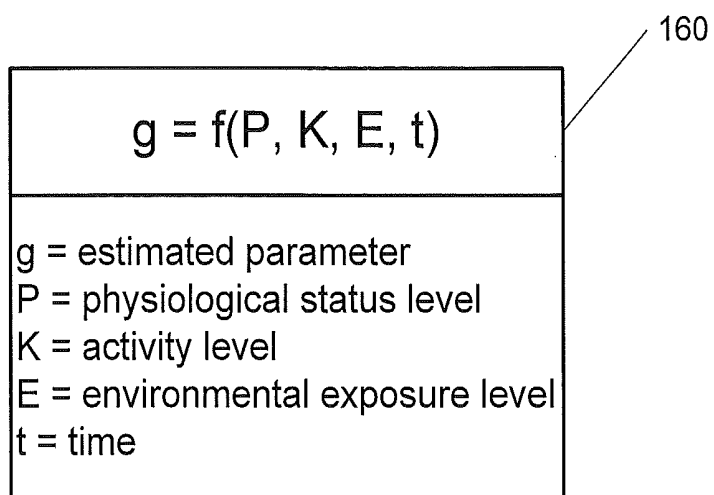 160
g = f(P, K, E, t)
g = estimated parameter
P = physiological status level
K = activity level
E = environmental exposure level
t = time